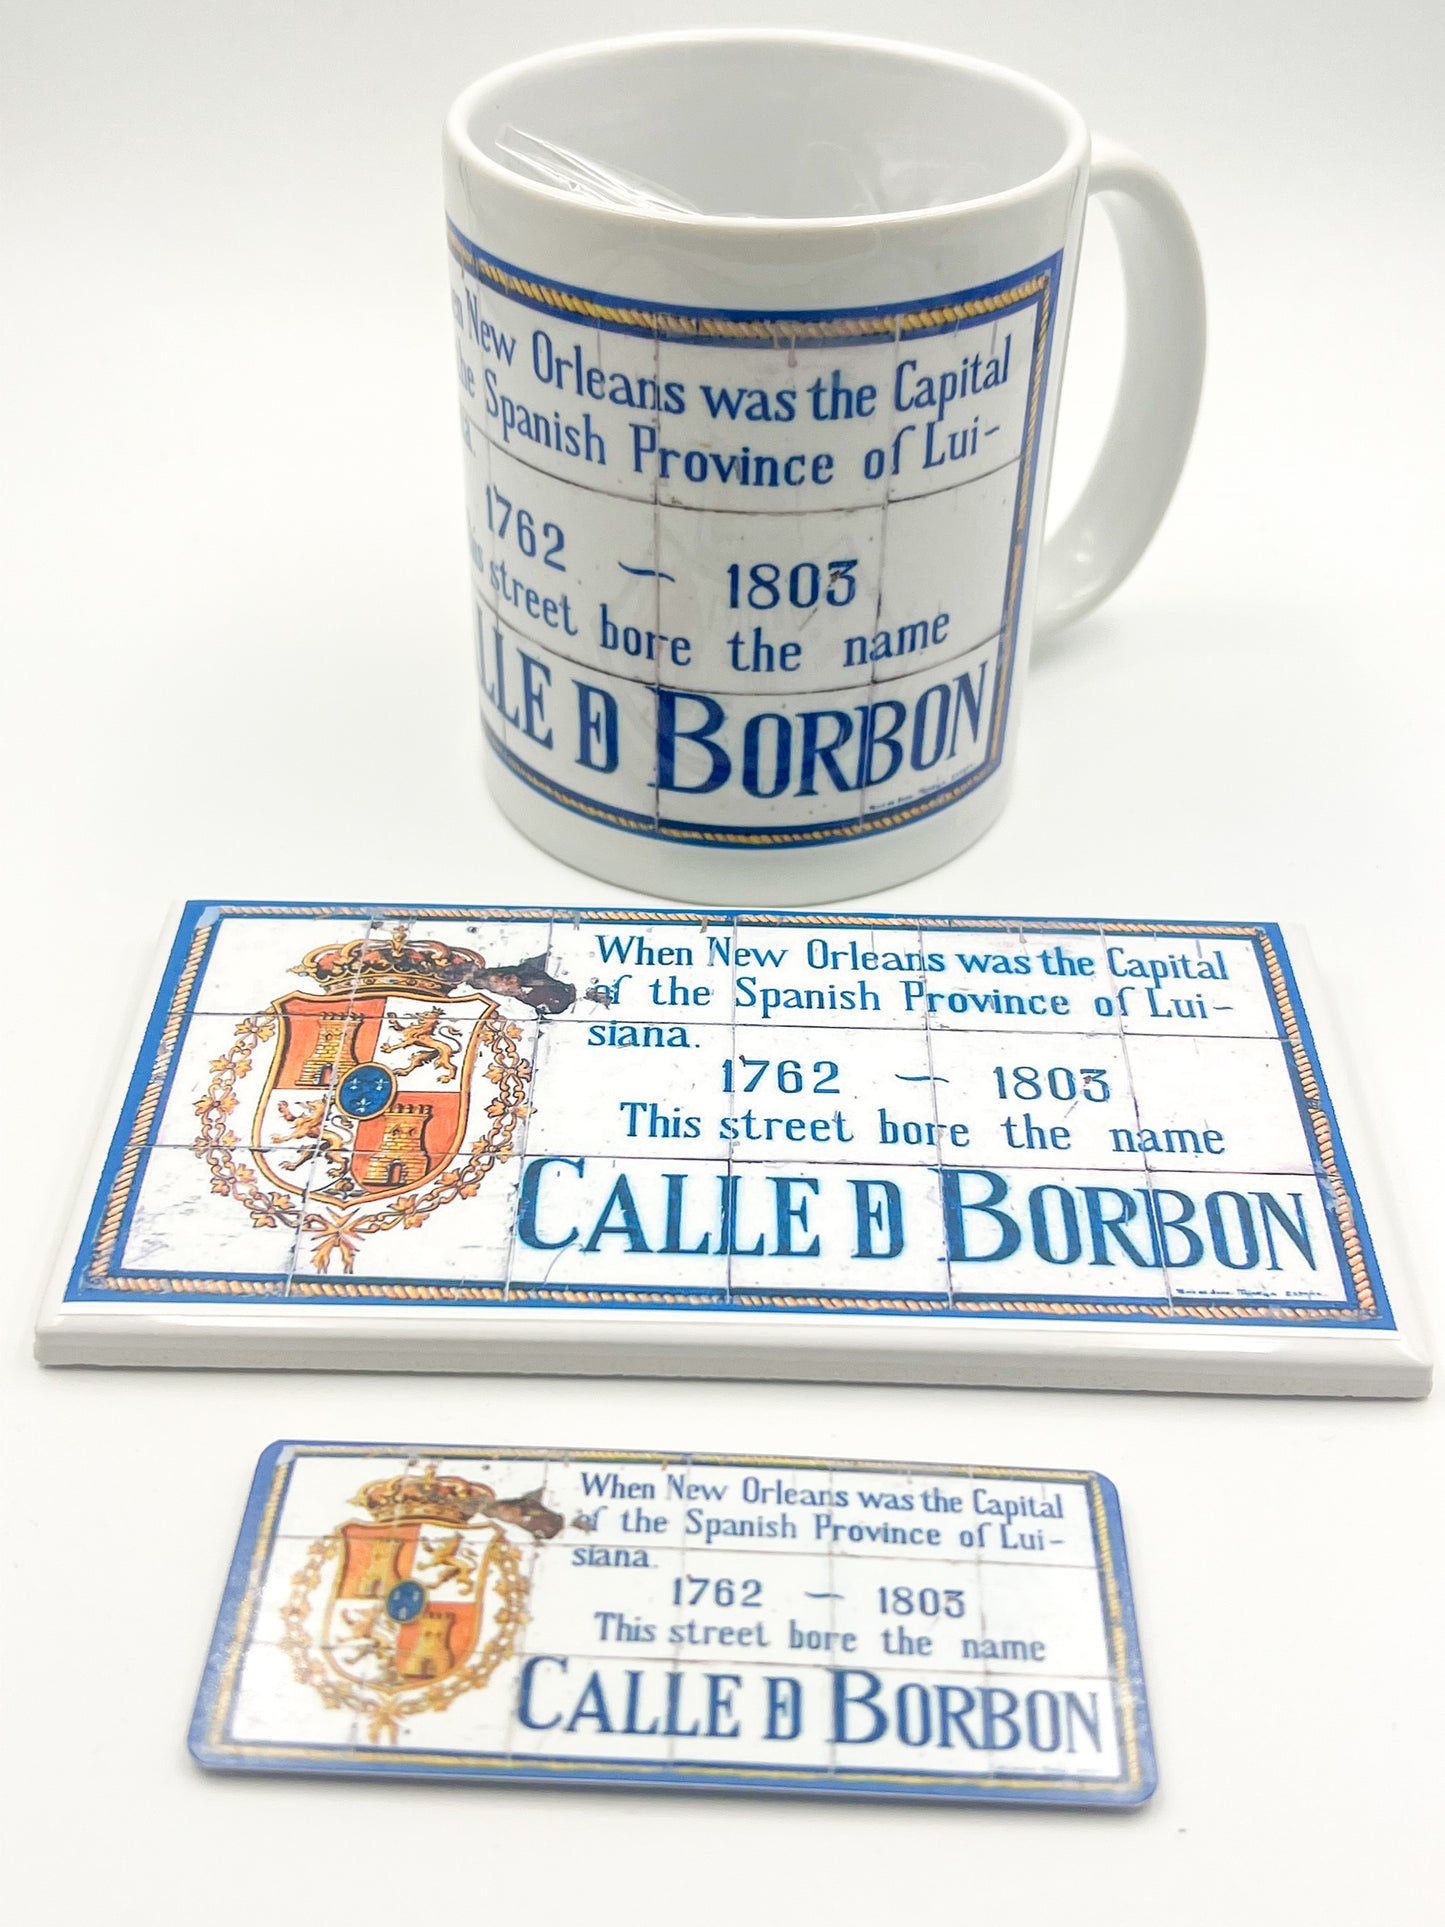 New Orleans was the Capital
he Spanish Province of Lui-
a.
1762 ~ 1803
street bore the name
LLE DE BORBON
When New Orleans was the Capital
of the Spanish Province of Lui-
siana.
1762 ~ 1803
This street bore the name
CALLE DE BORBON
When New Orleans was the Capital
of the Spanish Province of Lui-
siana.
1762 ~ 1803
This street bore the name
CALLE DE BORBON